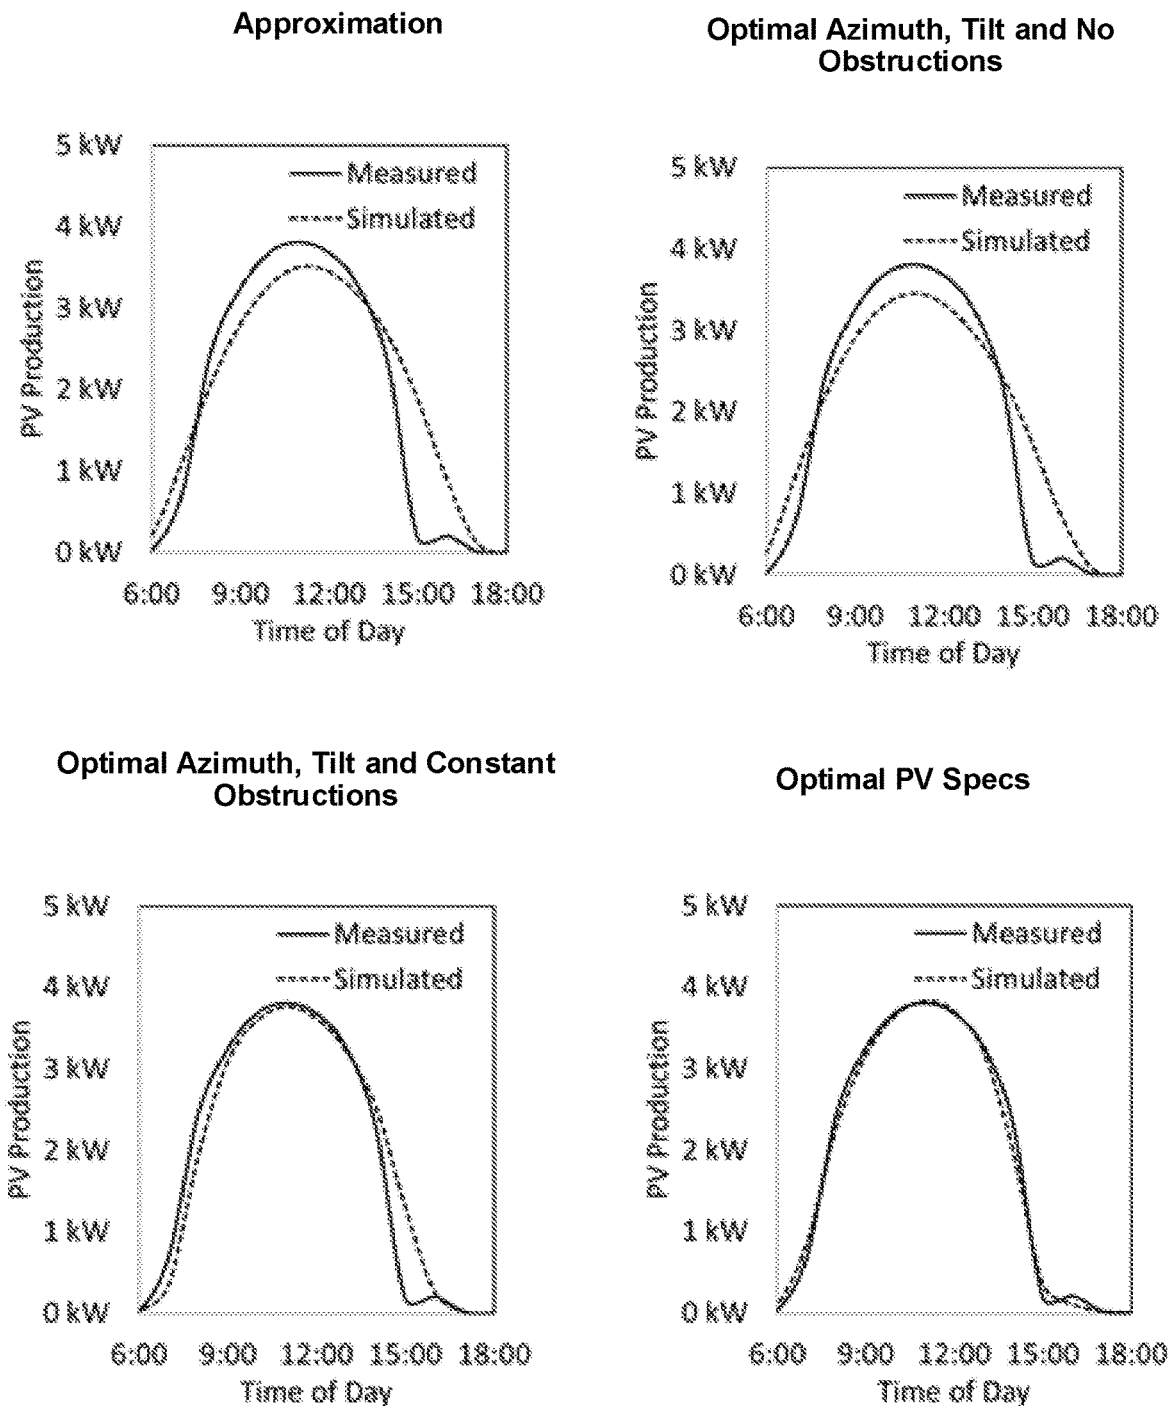 Approximation
5 kW
4 kW
3 kW
2 kW
1 kW
0 kW
PV Production
Measured
Simulated
6:00 9:00 12:00 15:00 18:00
Time of Day
Optimal Azimuth, Tilt and No
Obstructions
5 kW
4 kW
3 kW
2 kW
1 kW
0 kW
PV Production
Measured
Simulated
6:00 9:00 12:00 15:00 18:00
Time of Day
Optimal Azimuth, Tilt and Constant
Obstructions
5 kW
4 kW
3 kW
2 kW
1 kW
0 kW
PV Production
Measured
Simulated
6:00 9:00 12:00 15:00 18:00
Time of Day
Optimal PV Specs
5 kW
4 kW
3 kW
2 kW
1 kW
0 kW
PV Production
Measured
Simulated
6:00 9:00 12:00 15:00 18:00
Time of Day